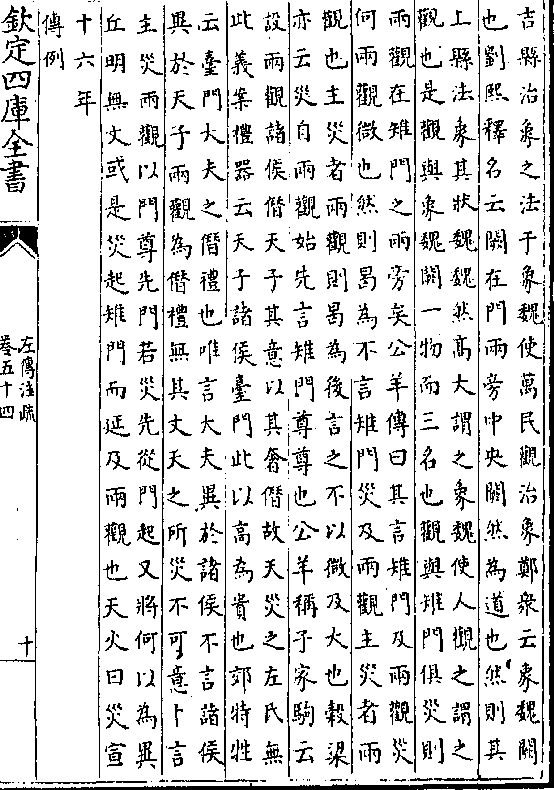 吉縣治象之法于象魏使萬民觀治象鄭衆云象魏闕
也劉熙釋名云闕在門兩旁中央闕然為道也然則其
上縣法象其狀魏魏然髙大謂之象魏使人觀之謂之
觀也是觀與象魏闕一物而三名也觀與雉門俱災則
兩觀在雉門之兩旁矣公羊傳曰其言雉門及兩觀災
何兩觀微也然則曷為不言雉門災及兩觀主災者兩
觀也主災者兩觀則曷為後言之不以微及大也穀梁
亦云災自兩觀始先言雉門尊尊也公羊稱子家駒云
設兩觀諸侯僭天子其意以其奢僭故天災之左氏無
此義案禮器云天子諸侯臺門此以髙為貴也郊特牲
云臺門大夫之僭禮也唯言大夫異於諸侯不言諸侯
異於天子兩觀為僭禮無其文天之所災不可意卜言
主災兩觀以門尊先門若災先從門起又將何以為異
丘明無文或是災起雉門而延及兩觀也天火曰災宣
十六年
傳例
欽定四庫全書
左傳注疏
卷五十四
十